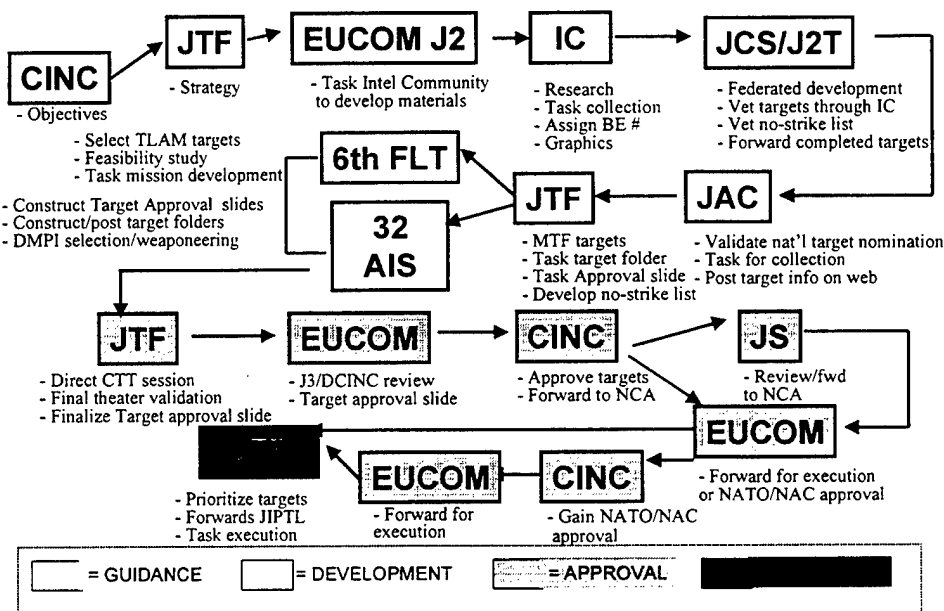 CINC
- Objectives
JTF
- Strategy
EUCOM J2
- Task Intel Community
to develop materials
IC
- Research
- Task collection
- Assign BE #
- Graphics
JCS/J2T
- Federated development
- Vet targets through IC
- Vet no-strike list
- Forward completed targets
- Select TLAM targets
- Feasibility study
- Task mission development
6th FLT
- Construct Target Approval slides
- Construct/post target folders
- DMPI selection/weaponeering
32
AIS
JTF
- MTF targets
- Task target folder
- Task Approval slide
- Develop no-strike list
JAC
- Validate nat'l target nomination
- Task for collection
- Post target info on web
JTF
- Direct CTT session
- Final theater validation
- Finalize Target approval slide
EUCOM
- J3/DCINC review
- Target approval slide
CINC
- Approve targets
- Forward to NCA
JS
- Review/fwd
to NCA
EUCOM
- Forward for execution
or NATO/NAC approval
- Prioritize targets
- Forwards JIPTL
- Task execution
EUCOM
- Forward for
execution
CINC
- Gain NATO/NAC
approval
= GUIDANCE
= DEVELOPMENT
= APPROVAL